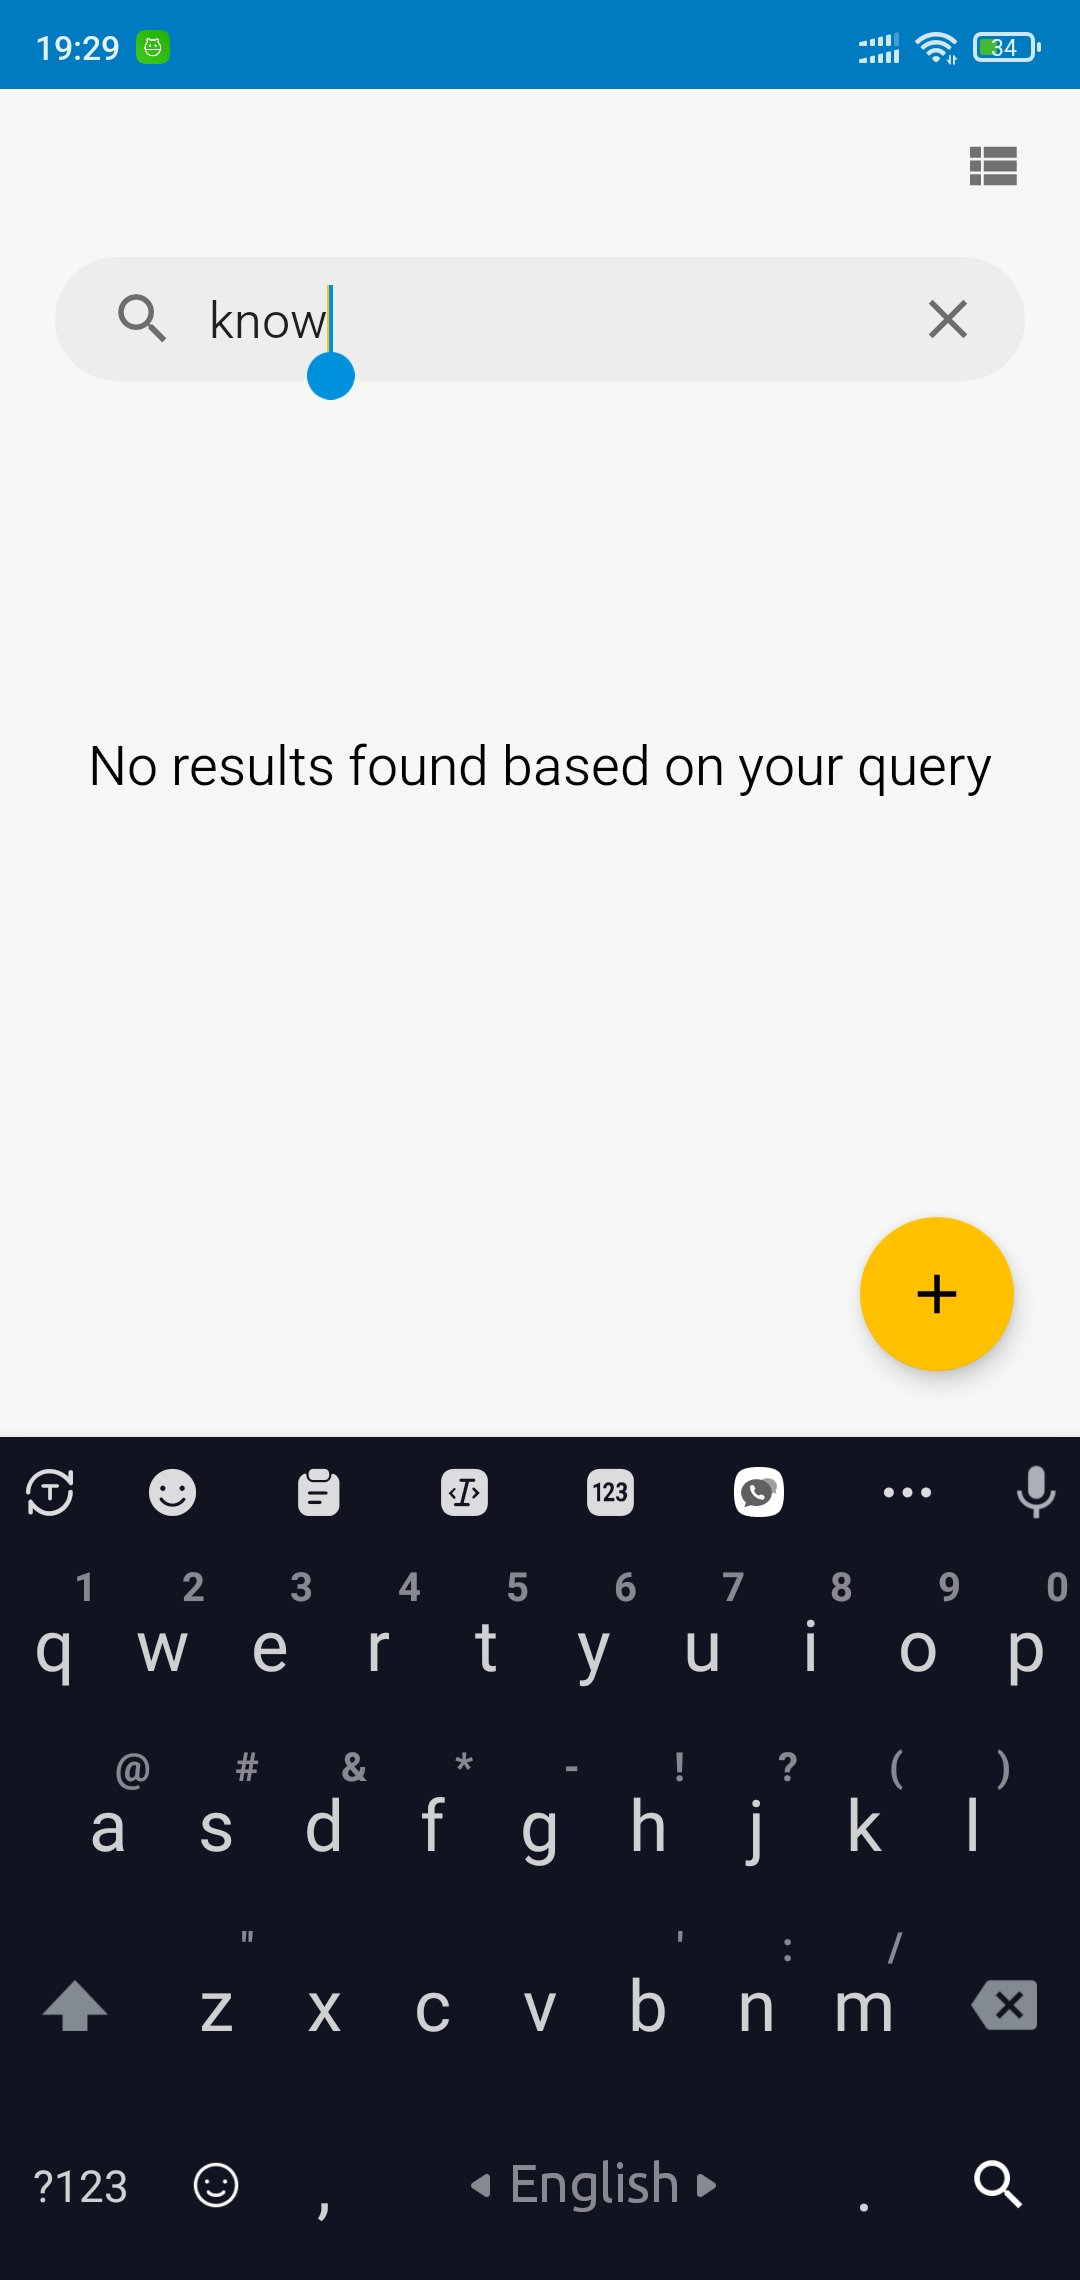 19:29
34
know
No results found based on your query
T
123
1 2 3 4 5 6 7 8 9 0
q w e r t y u i o p
@ # & * - ! ? ( )
a s d f g h j k l
" ' : /
z x c v b n m
?123 , English .